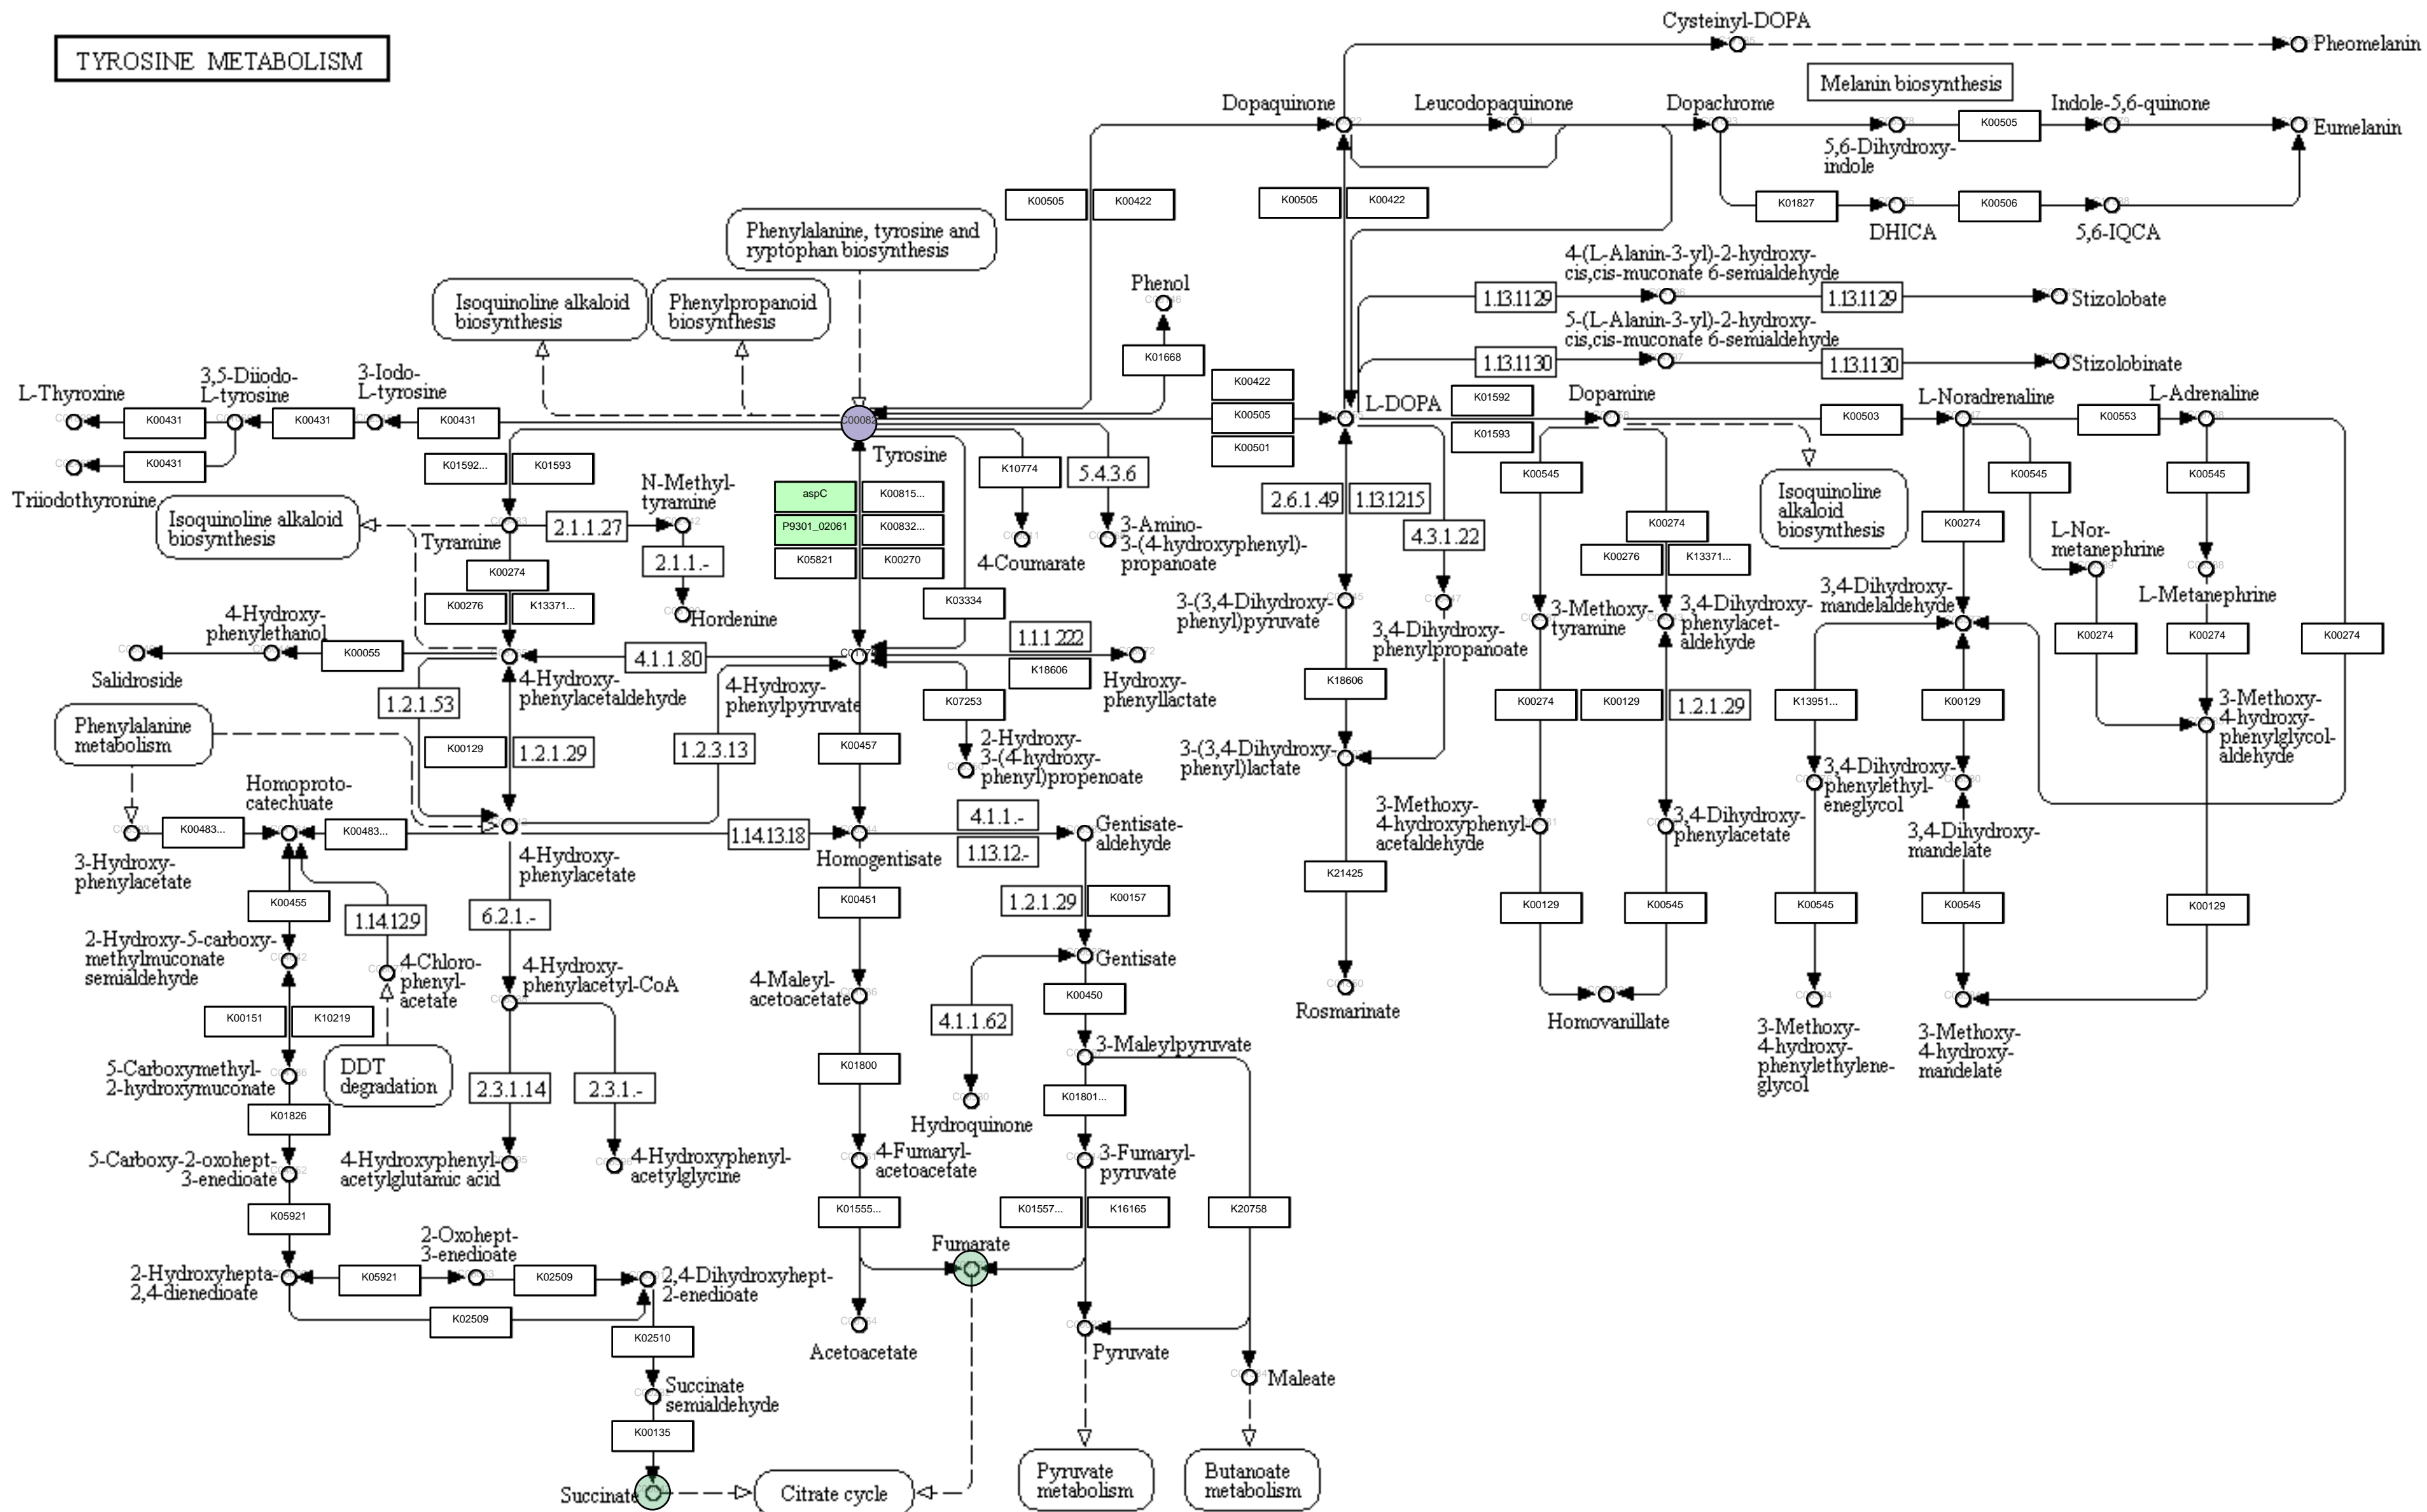 TYROSINE METABOLISM
Cysteinyl-DOPA
Pheomelanin
Melanin biosynthesis
Dopaquinone
Leucodopaquinone
Dopachrome
Indole-5,6-quinone
K00505
Eumelanin
5,6-Dihydroxy-
indole
K00505
K00422
K00505
K00422
K01827
K00506
DHICA
5,6-IQCA
Phenylalanine, tyrosine and
ryptophan biosynthesis
Isoquinoline alkaloid
biosynthesis
Phenylpropanoid
biosynthesis
Phenol
K01668
4-(L-Alanin-3-yl)-2-hydroxy-
cis,cis-muconate 6-semialdehyde
1.13.1129
1.13.1129
Stizolobate
5-(L-Alanin-3-yl)-2-hydroxy-
cis,cis-muconate 6-semialdehyde
1.13.1130
1.13.1130
Stizolobinate
L-Thyroxine
3,5-Diiodo-
L-tyrosine
3-Iodo-
L-tyrosine
K00431
K00431
K00431
K00431
Triiodothyronine
C00082
Tyrosine
K00422
K00505
K00501
L-DOPA
K01592
K01593
Dopamine
K00503
L-Noradrenaline
K00553
L-Adrenaline
K01592...
K01593
N-Methyl-
tyramine
Isoquinoline alkaloid
biosynthesis
Tyramine
2.1.1.27
2.1.1.-
Hordenine
aspC
K00815...
P9301_02061
K00832...
K05821
K00270
K10774
5.4.3.6
4-Coumarate
3-Amino-
3-(4-hydroxyphenyl)-
propanoate
2.6.1.49
1.13.1215
4.3.1.22
K00545
K00274
K00276
K13371...
Isoquinoline
alkaloid
biosynthesis
K00545
K00545
K00274
L-Nor-
metanephrine
L-Metanephrine
K00274
K00276
K13371...
K03334
4-Hydroxy-
phenylethanol
K00055
Salidroside
4.1.1.80
1.1.1.222
K18606
4-Hydroxy-
phenylacetaldehyde
4-Hydroxy-
phenylpyruvate
Hydroxy-
phenyllactate
3-(3,4-Dihydroxy-
phenyl)pyruvate
3,4-Dihydroxy-
phenylpropanoate
3-Methoxy-
tyramine
3,4-Dihydroxy-
phenylacet-
aldehyde
3,4-Dihydroxy-
mandelaldehyde
K00274
K00274
K00274
1.2.1.53
K07253
K18606
K00274
K00129
1.2.1.29
K13951...
K00129
3-Methoxy-
4-hydroxy-
phenylglycol-
aldehyde
Phenylalanine
metabolism
K00129
1.2.1.29
1.2.3.13
K00457
2-Hydroxy-
3-(4-hydroxy-
phenyl)propenoate
3-(3,4-Dihydroxy-
phenyl)lactate
3,4-Dihydroxy-
phenylethyl-
eneglycol
Homoproto-
catechuate
K00483...
K00483...
1.14.13.18
4.1.1.-
1.13.12.-
Gentisate-
aldehyde
3-Methoxy-
4-hydroxyphenyl-
acetaldehyde
3,4-Dihydroxy-
phenylacetate
3,4-Dihydroxy-
mandelate
3-Hydroxy-
phenylacetate
4-Hydroxy-
phenylacetate
Homogentisate
K00455
1.14.129
6.2.1.-
K00451
1.2.1.29
K00157
K21425
K00129
K00545
K00545
K00545
K00129
2-Hydroxy-5-carboxy-
methylmuconate
semialdehyde
4-Chloro-
phenyl-
acetate
4-Hydroxy-
phenylacetyl-CoA
4-Maleyl-
acetoacetate
Gentisate
K00450
Rosmarinate
Homovanillate
3-Methoxy-
4-hydroxy-
phenylethylene-
glycol
3-Methoxy-
4-hydroxy-
mandelate
K00151
K10219
4.1.1.62
3-Maleylpyruvate
5-Carboxymethyl-
2-hydroxymuconate
DDT
degradation
2.3.1.14
2.3.1.-
K01800
K01801...
Hydroquinone
K01826
5-Carboxy-2-oxohept-
3-enedioate
4-Hydroxyphenyl-
acetylglutamic acid
4-Hydroxyphenyl-
acetylglycine
4-Fumaryl-
acetoacetate
3-Fumaryl-
pyruvate
K05921
K01555...
K01557...
K16165
K20758
2-Oxohept-
3-enedioate
Fumarate
2-Hydroxyhepta-
2,4-dienedioate
K05921
K02509
2,4-Dihydroxyhept-
2-enedioate
K02509
K02510
Acetoacetate
Pyruvate
Maleate
Succinate
semialdehyde
K00135
Succinate
Citrate cycle
Pyruvate
metabolism
Butanoate
metabolism